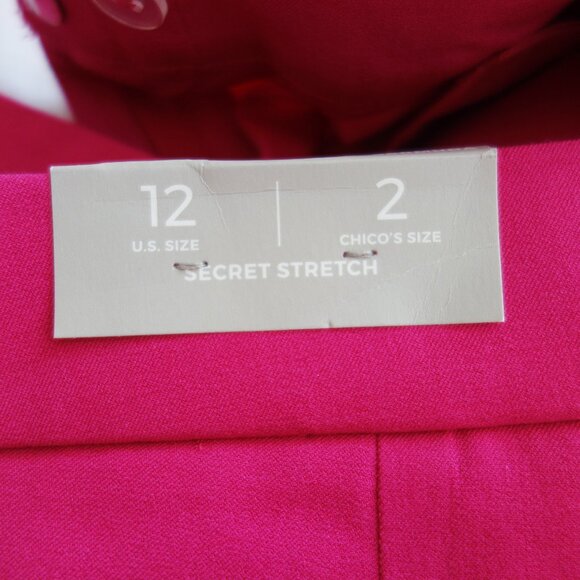 12 2
U.S. SIZE CHICO'S SIZE
SECRET STRETCH